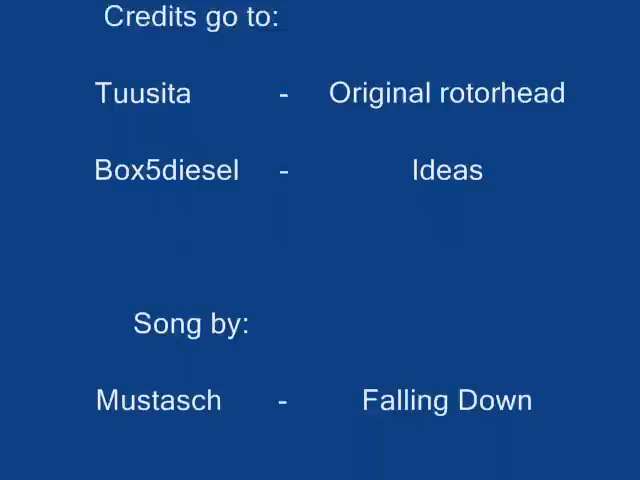 Credits go to:
Tuusita - Original rotorhead
Box5diesel - Ideas
Song by:
Mustasch - Falling Down